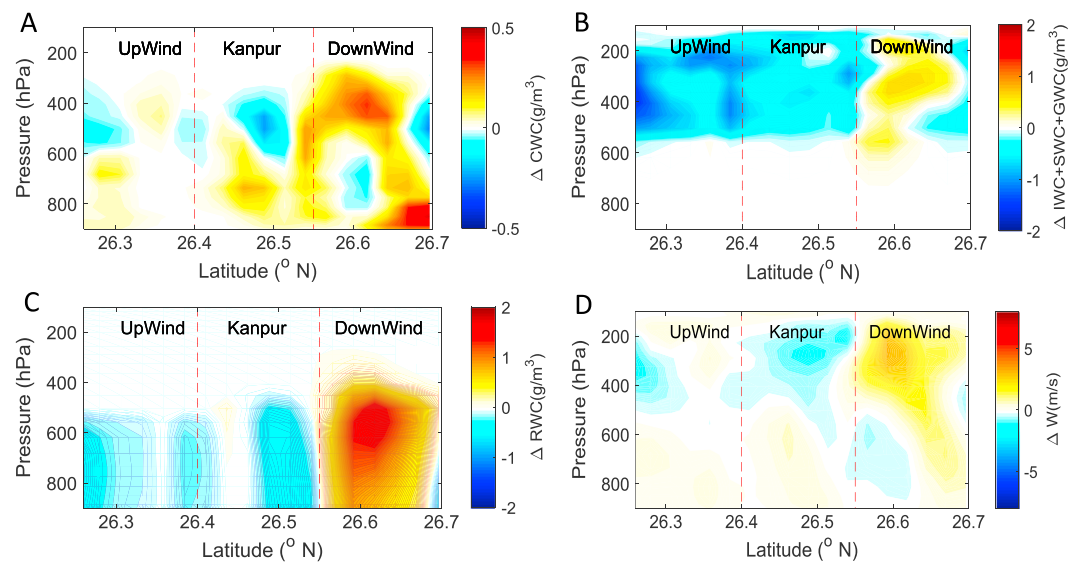 A
UpWind
Kanpur
DownWind
200
400
600
800
Pressure (hPa)
26.3
26.4
26.5
26.6
26.7
Latitude (o N)
0.5
0
-0.5
Δ CWC(g/m3)
B
UpWind
Kanpur
DownWind
200
400
600
800
Pressure (hPa)
26.3
26.4
26.5
26.6
26.7
Latitude (o N)
2
1
0
-1
-2
Δ IWC+SWC+GWC(g/m3)
C
UpWind
Kanpur
DownWind
200
400
600
800
Pressure (hPa)
26.3
26.4
26.5
26.6
26.7
Latitude (o N)
2
1
0
-1
-2
Δ RWC(g/m3)
D
UpWind
Kanpur
DownWind
200
400
600
800
Pressure (hPa)
26.3
26.4
26.5
26.6
26.7
Latitude (o N)
5
0
-5
Δ W(m/s)